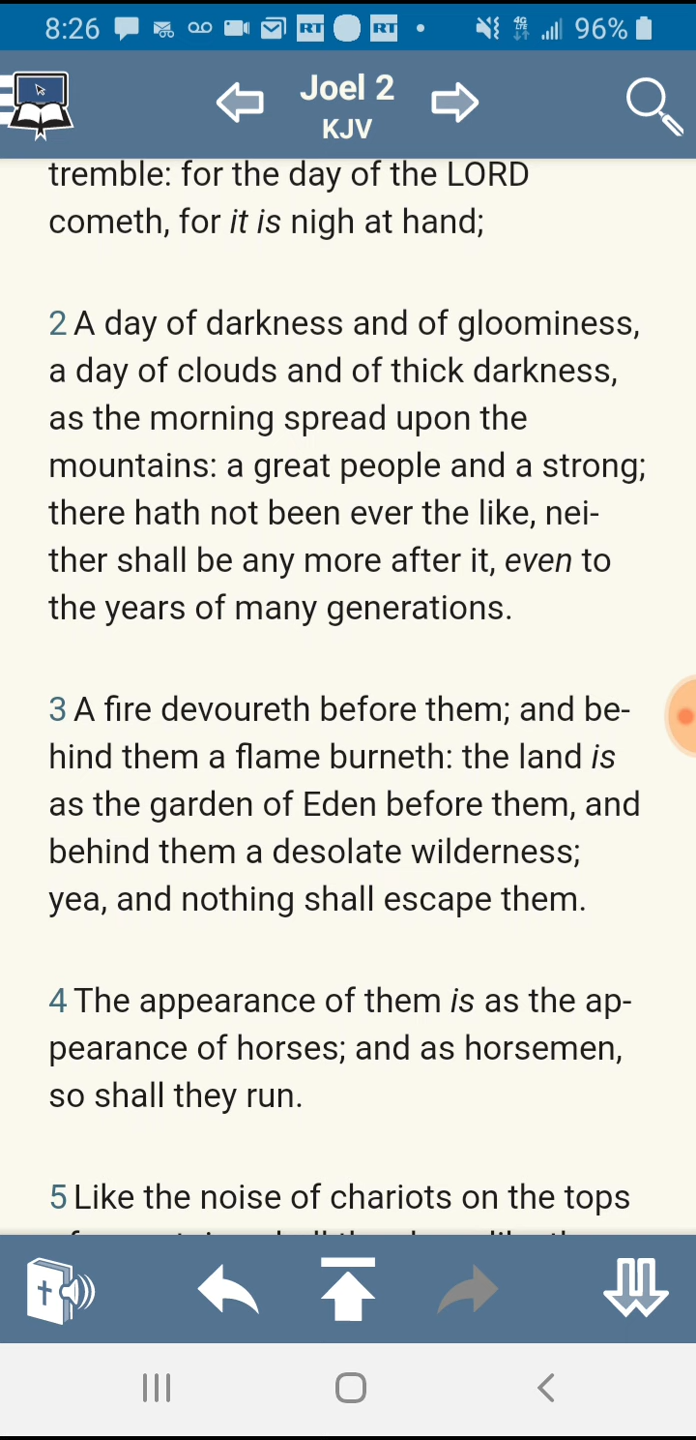 8:26 RT RT 4G LTE 96%
Joel 2
KJV
tremble: for the day of the LORD
cometh, for it is nigh at hand;
2 A day of darkness and of gloominess,
a day of clouds and of thick darkness,
as the morning spread upon the
mountains: a great people and a strong;
there hath not been ever the like, nei-
ther shall be any more after it, even to
the years of many generations.
3 A fire devoureth before them; and be-
hind them a flame burneth: the land is
as the garden of Eden before them, and
behind them a desolate wilderness;
yea, and nothing shall escape them.
4 The appearance of them is as the ap-
pearance of horses; and as horsemen,
so shall they run.
5 Like the noise of chariots on the tops